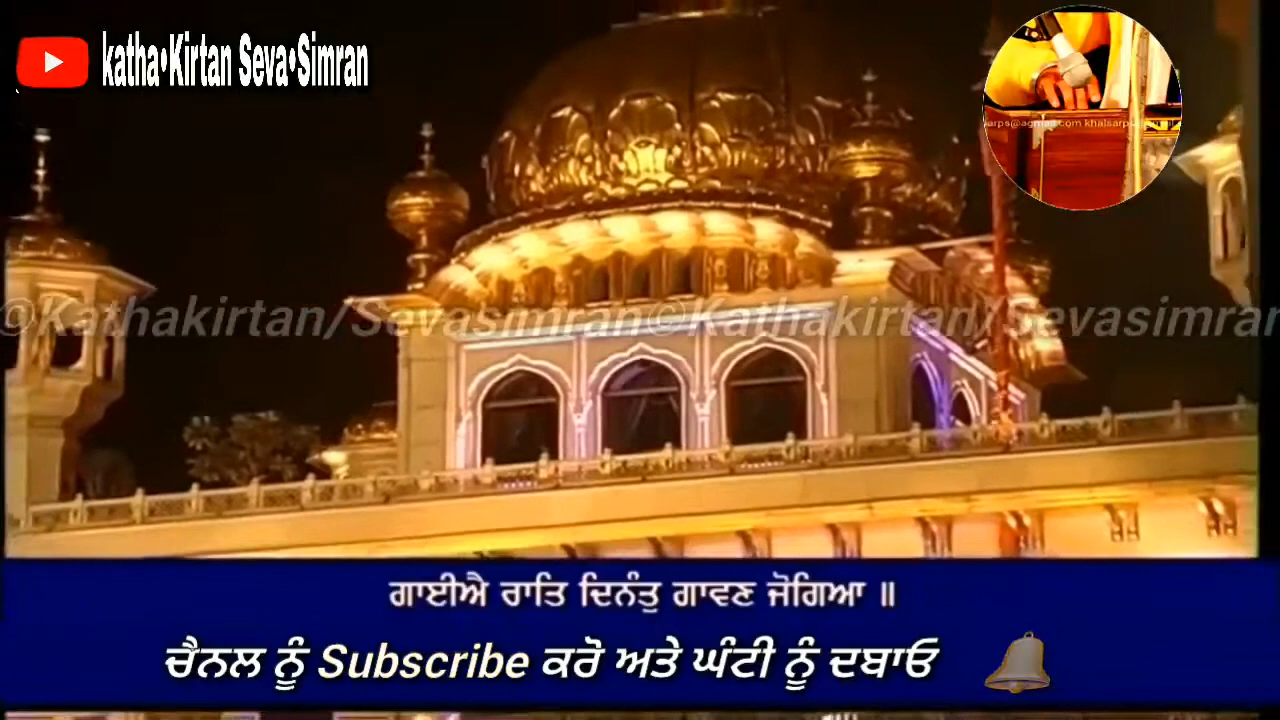 katha•Kirtan Seva•Simran
©Kathakirtan/Sevasimran©Kathakirtan/Sevasimran
ਗਾਈਐ ਰਾਤਿ ਦਿਨੰਤੁ ਗਾਵਣ ਜੋਗਿਆ ॥
ਚੈਨਲ ਨੂੰ Subscribe ਕਰੋ ਅਤੇ ਘੰਟੀ ਨੂੰ ਦਬਾਓ